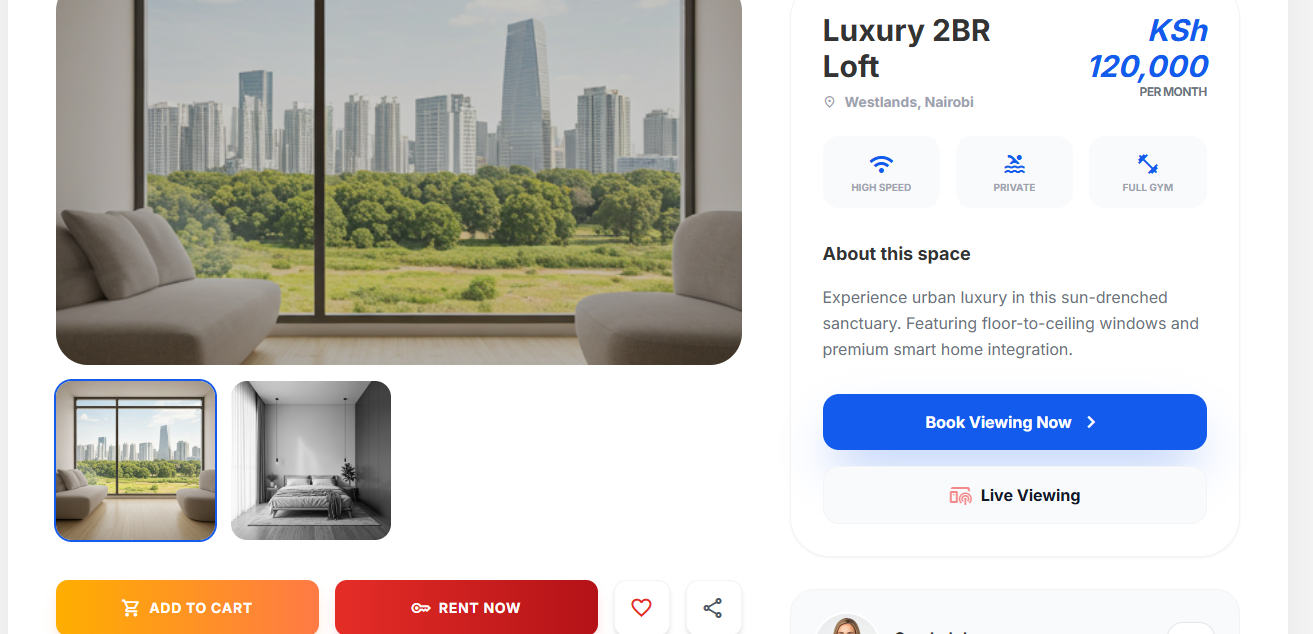 Luxury 2BR
Loft
KSh
120,000
PER MONTH
Westlands, Nairobi
HIGH SPEED
PRIVATE
FULL GYM
About this space
Experience urban luxury in this sun-drenched
sanctuary. Featuring floor-to-ceiling windows and
premium smart home integration.
Book Viewing Now
Live Viewing
ADD TO CART
RENT NOW